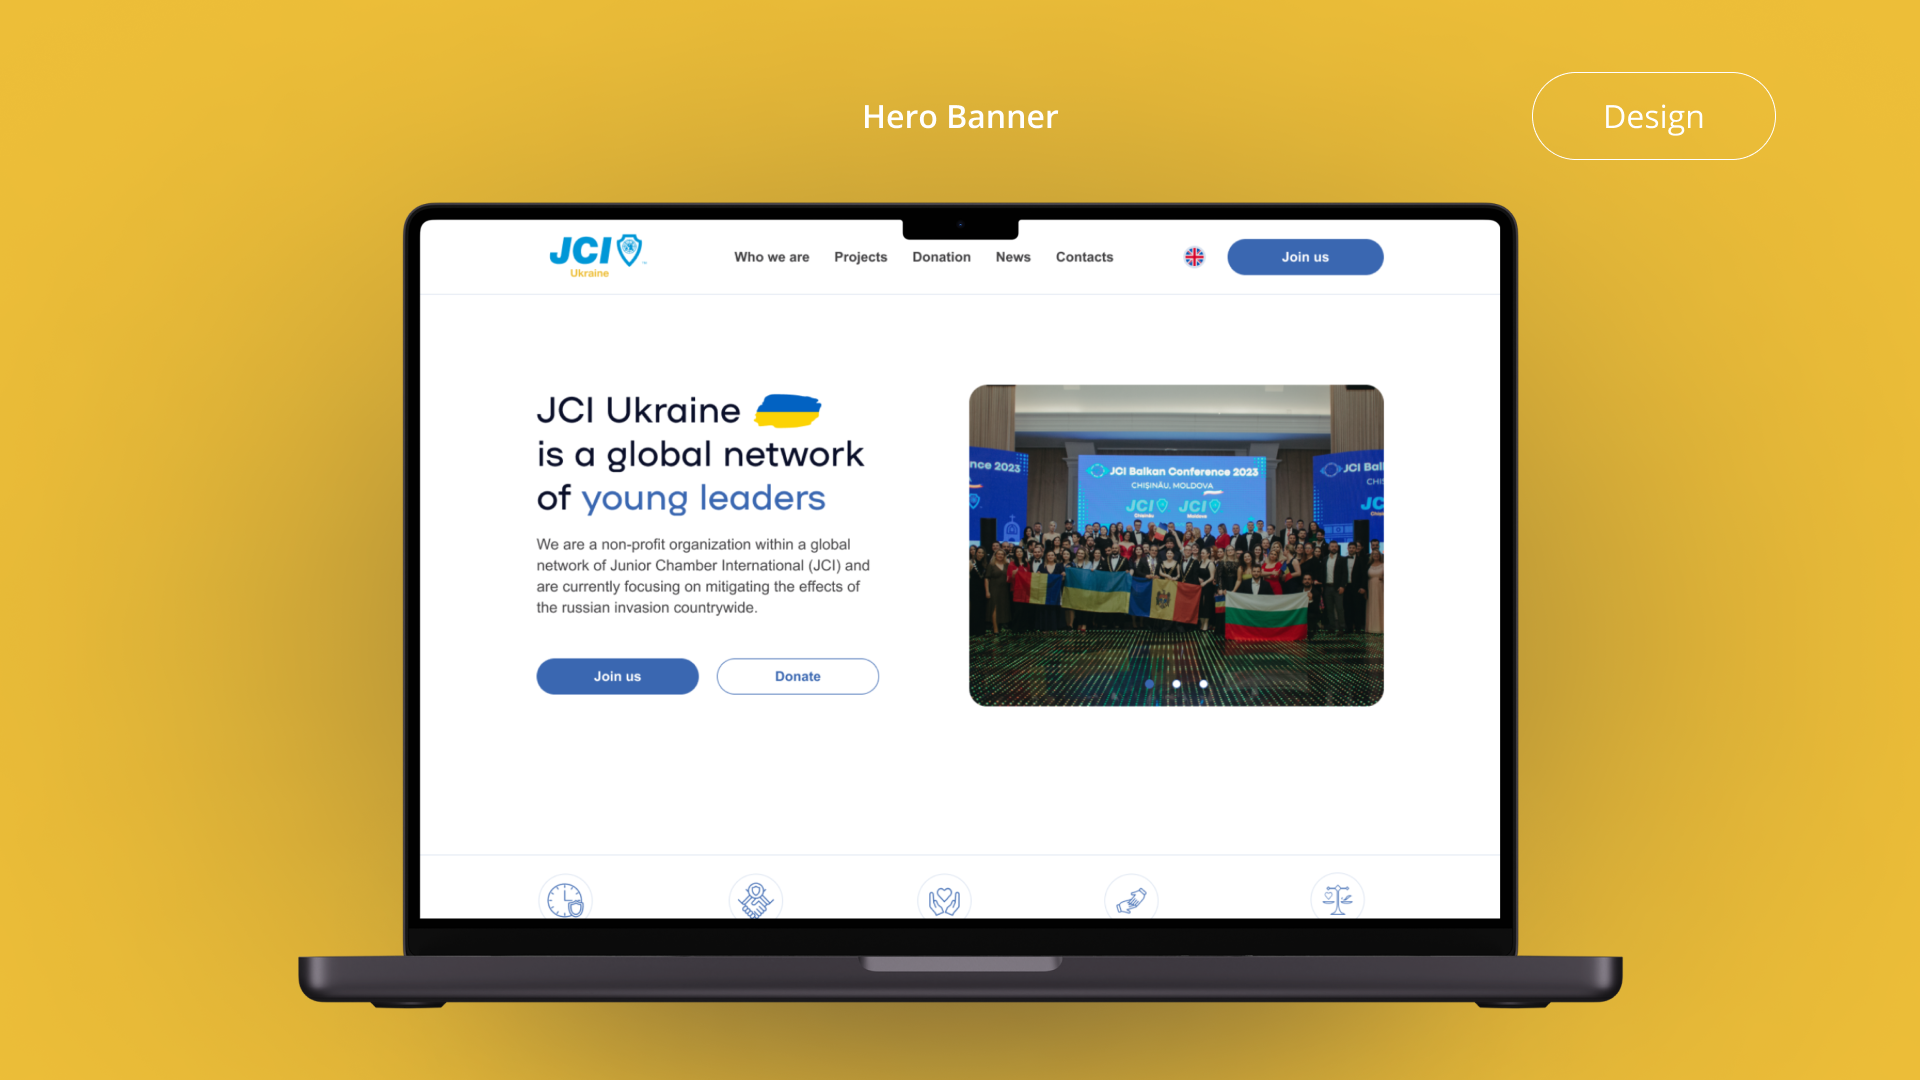 Hero Banner
Design
JCI
Ukraine
Who we are
Projects
Donation
News
Contacts
Join us
JCI Ukraine
is a global network
of young leaders
We are a non-profit organization within a global
network of Junior Chamber International (JCI) and
are currently focusing on mitigating the effects of
the russian invasion countrywide.
Join us
Donate
nce 2023
JCI Balkan Conference 2023
CHIȘINĂU, MOLDOVA
JCI JCI
Moldova
JCI Bal
CHIȘ
JC